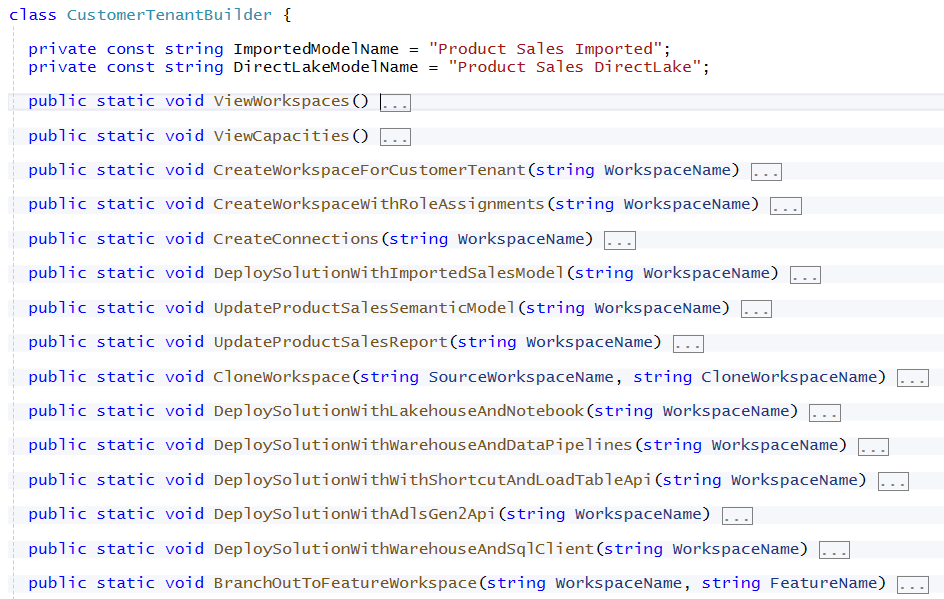 class CustomerTenantBuilder {
private const string ImportedModelName = "Product Sales Imported";
private const string DirectLakeModelName = "Product Sales DirectLake";
public static void ViewWorkspaces() ...
public static void ViewCapacities() ...
public static void CreateWorkspaceForCustomerTenant(string WorkspaceName) ...
public static void CreateWorkspaceWithRoleAssignments(string WorkspaceName) ...
public static void CreateConnections(string WorkspaceName) ...
public static void DeploySolutionWithImportedSalesModel(string WorkspaceName) ...
public static void UpdateProductSalesSemanticModel(string WorkspaceName) ...
public static void UpdateProductSalesReport(string WorkspaceName) ...
public static void CloneWorkspace(string SourceWorkspaceName, string CloneWorkspaceName) ...
public static void DeploySolutionWithLakehouseAndNotebook(string WorkspaceName) ...
public static void DeploySolutionWithWarehouseAndDataPipelines(string WorkspaceName) ...
public static void DeploySolutionWithWithShortcutAndLoadTableApi(string WorkspaceName) ...
public static void DeploySolutionWithAdlsGen2Api(string WorkspaceName) ...
public static void DeploySolutionWithWarehouseAndSqlClient(string WorkspaceName) ...
public static void BranchOutToFeatureWorkspace(string WorkspaceName, string FeatureName) ...